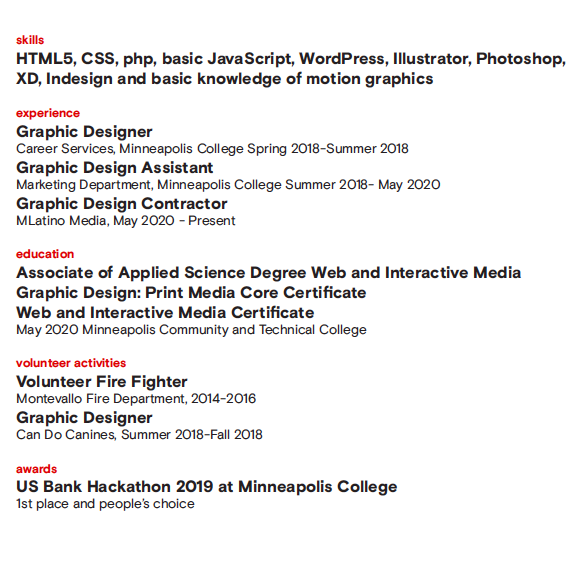 skills
HTML5, CSS, php, basic JavaScript, WordPress, Illustrator, Photoshop,
XD, Indesign and basic knowledge of motion graphics
experience
Graphic Designer
Career Services, Minneapolis College Spring 2018-Summer 2018
Graphic Design Assistant
Marketing Department, Minneapolis College Summer 2018- May 2020
Graphic Design Contractor
MLatino Media, May 2020 - Present
education
Associate of Applied Science Degree Web and Interactive Media
Graphic Design: Print Media Core Certificate
Web and Interactive Media Certificate
May 2020 Minneapolis Community and Technical College
volunteer activities
Volunteer Fire Fighter
Montevallo Fire Department, 2014-2016
Graphic Designer
Can Do Canines, Summer 2018-Fall 2018
awards
US Bank Hackathon 2019 at Minneapolis College
1st place and people's choice